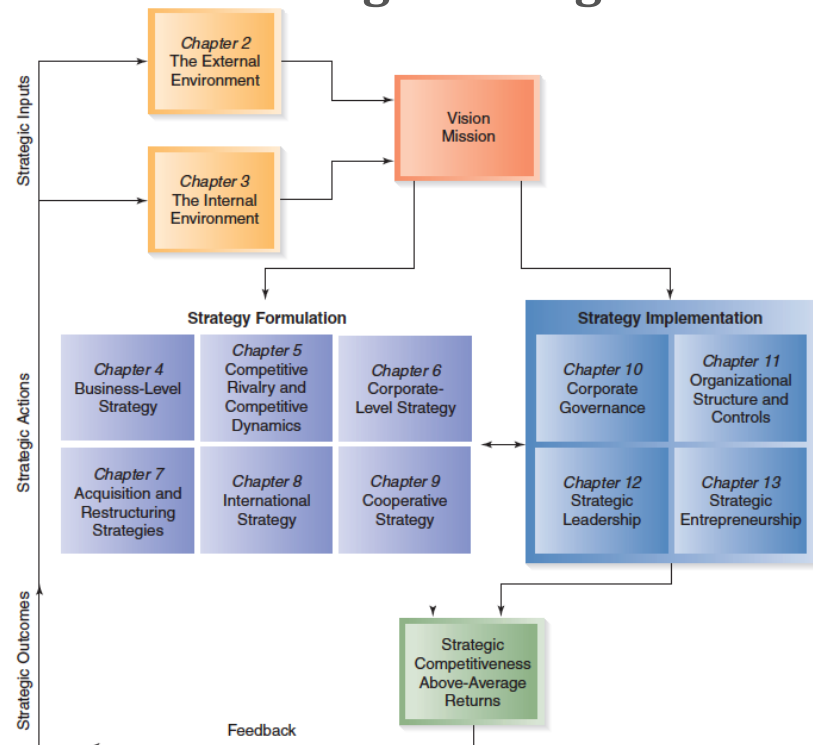 Strategic Inputs
Chapter 2
The External
Environment
Vision
Mission
Chapter 3
The Internal
Environment
Strategic Actions
Strategy Formulation
Chapter 4
Business-Level
Strategy
Chapter 5
Competitive
Rivalry and
Competitive
Dynamics
Chapter 6
Corporate-
Level Strategy
Chapter 7
Acquisition and
Restructuring
Strategies
Chapter 8
International
Strategy
Chapter 9
Cooperative
Strategy
Strategy Implementation
Chapter 10
Corporate
Governance
Chapter 11
Organizational
Structure and
Controls
Chapter 12
Strategic
Leadership
Chapter 13
Strategic
Entrepreneurship
Strategic Outcomes
Strategic
Competitiveness
Above-Average
Returns
Feedback